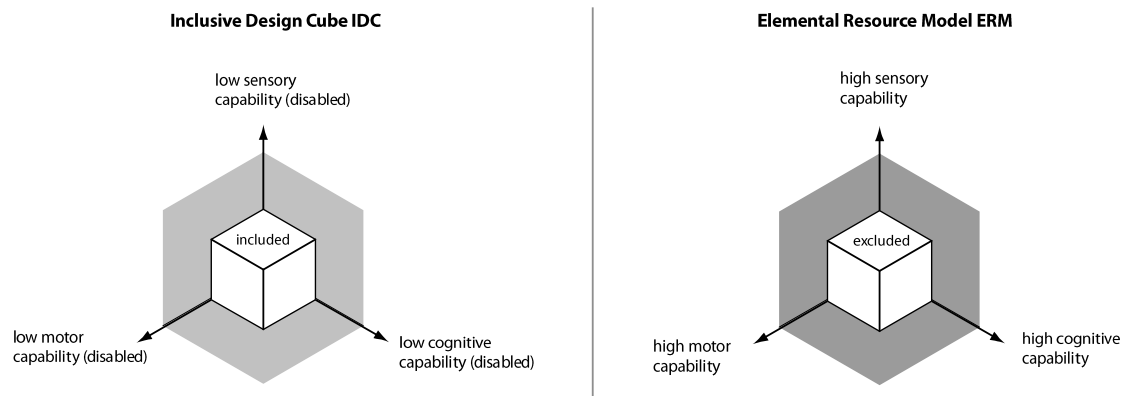 Inclusive Design Cube IDC
low sensory
capability (disabled)
included
low motor
capability (disabled)
low cognitive
capability (disabled)
Elemental Resource Model ERM
high sensory
capability
excluded
high motor
capability
high cognitive
capability